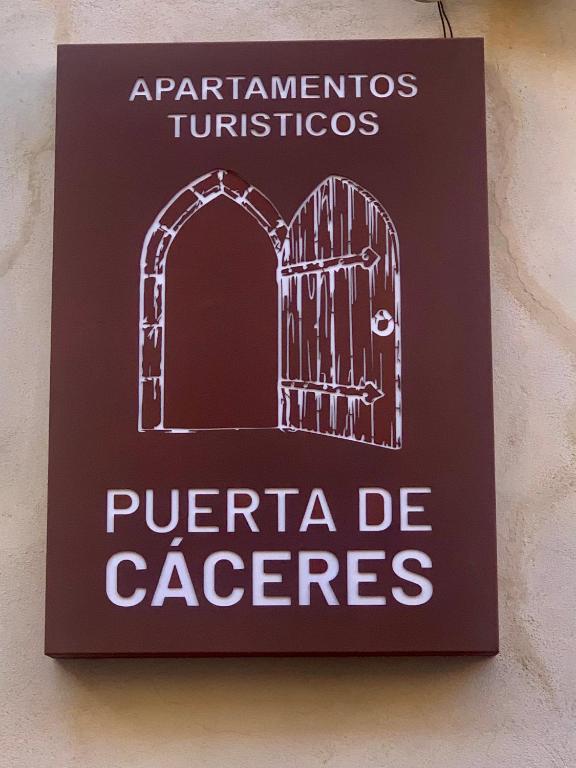 APARTAMENTOS
TURISTICOS
PUERTA DE
CÁCERES